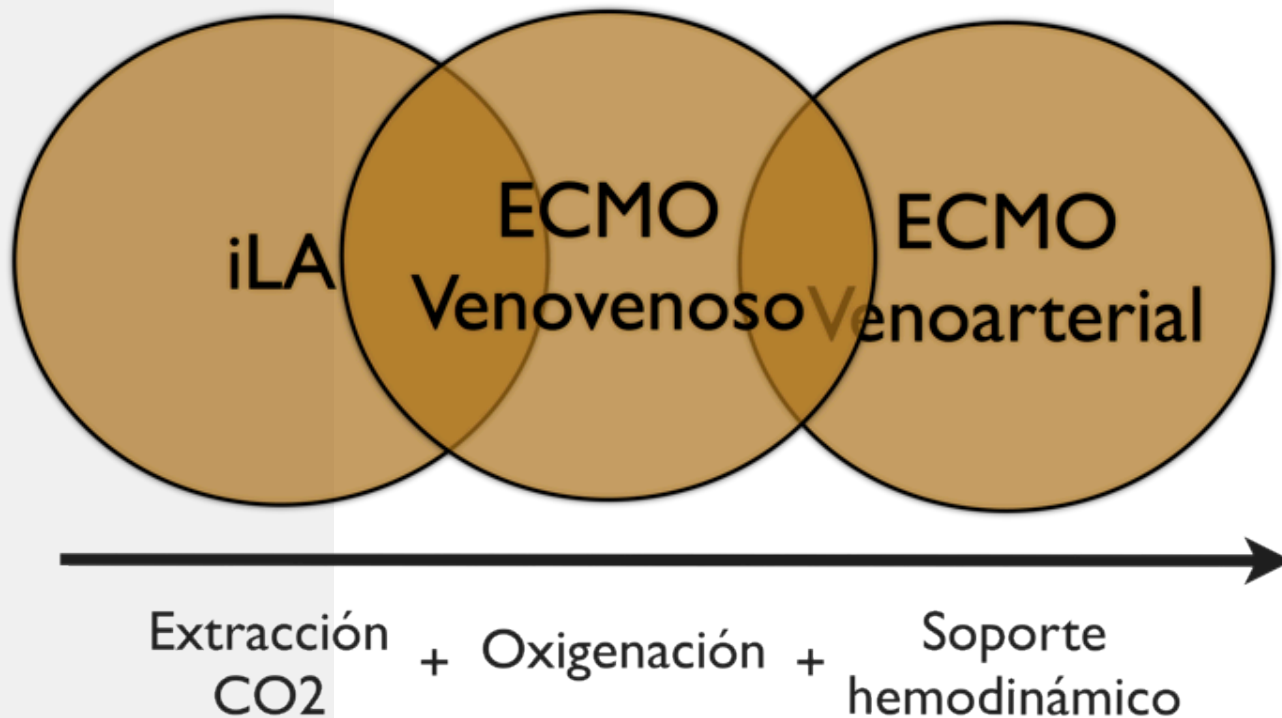 iLA
ECMO
Venovenoso
ECMO
Venoarterial
Extracción
CO2
+
Oxigenación
+
Soporte
hemodinámico